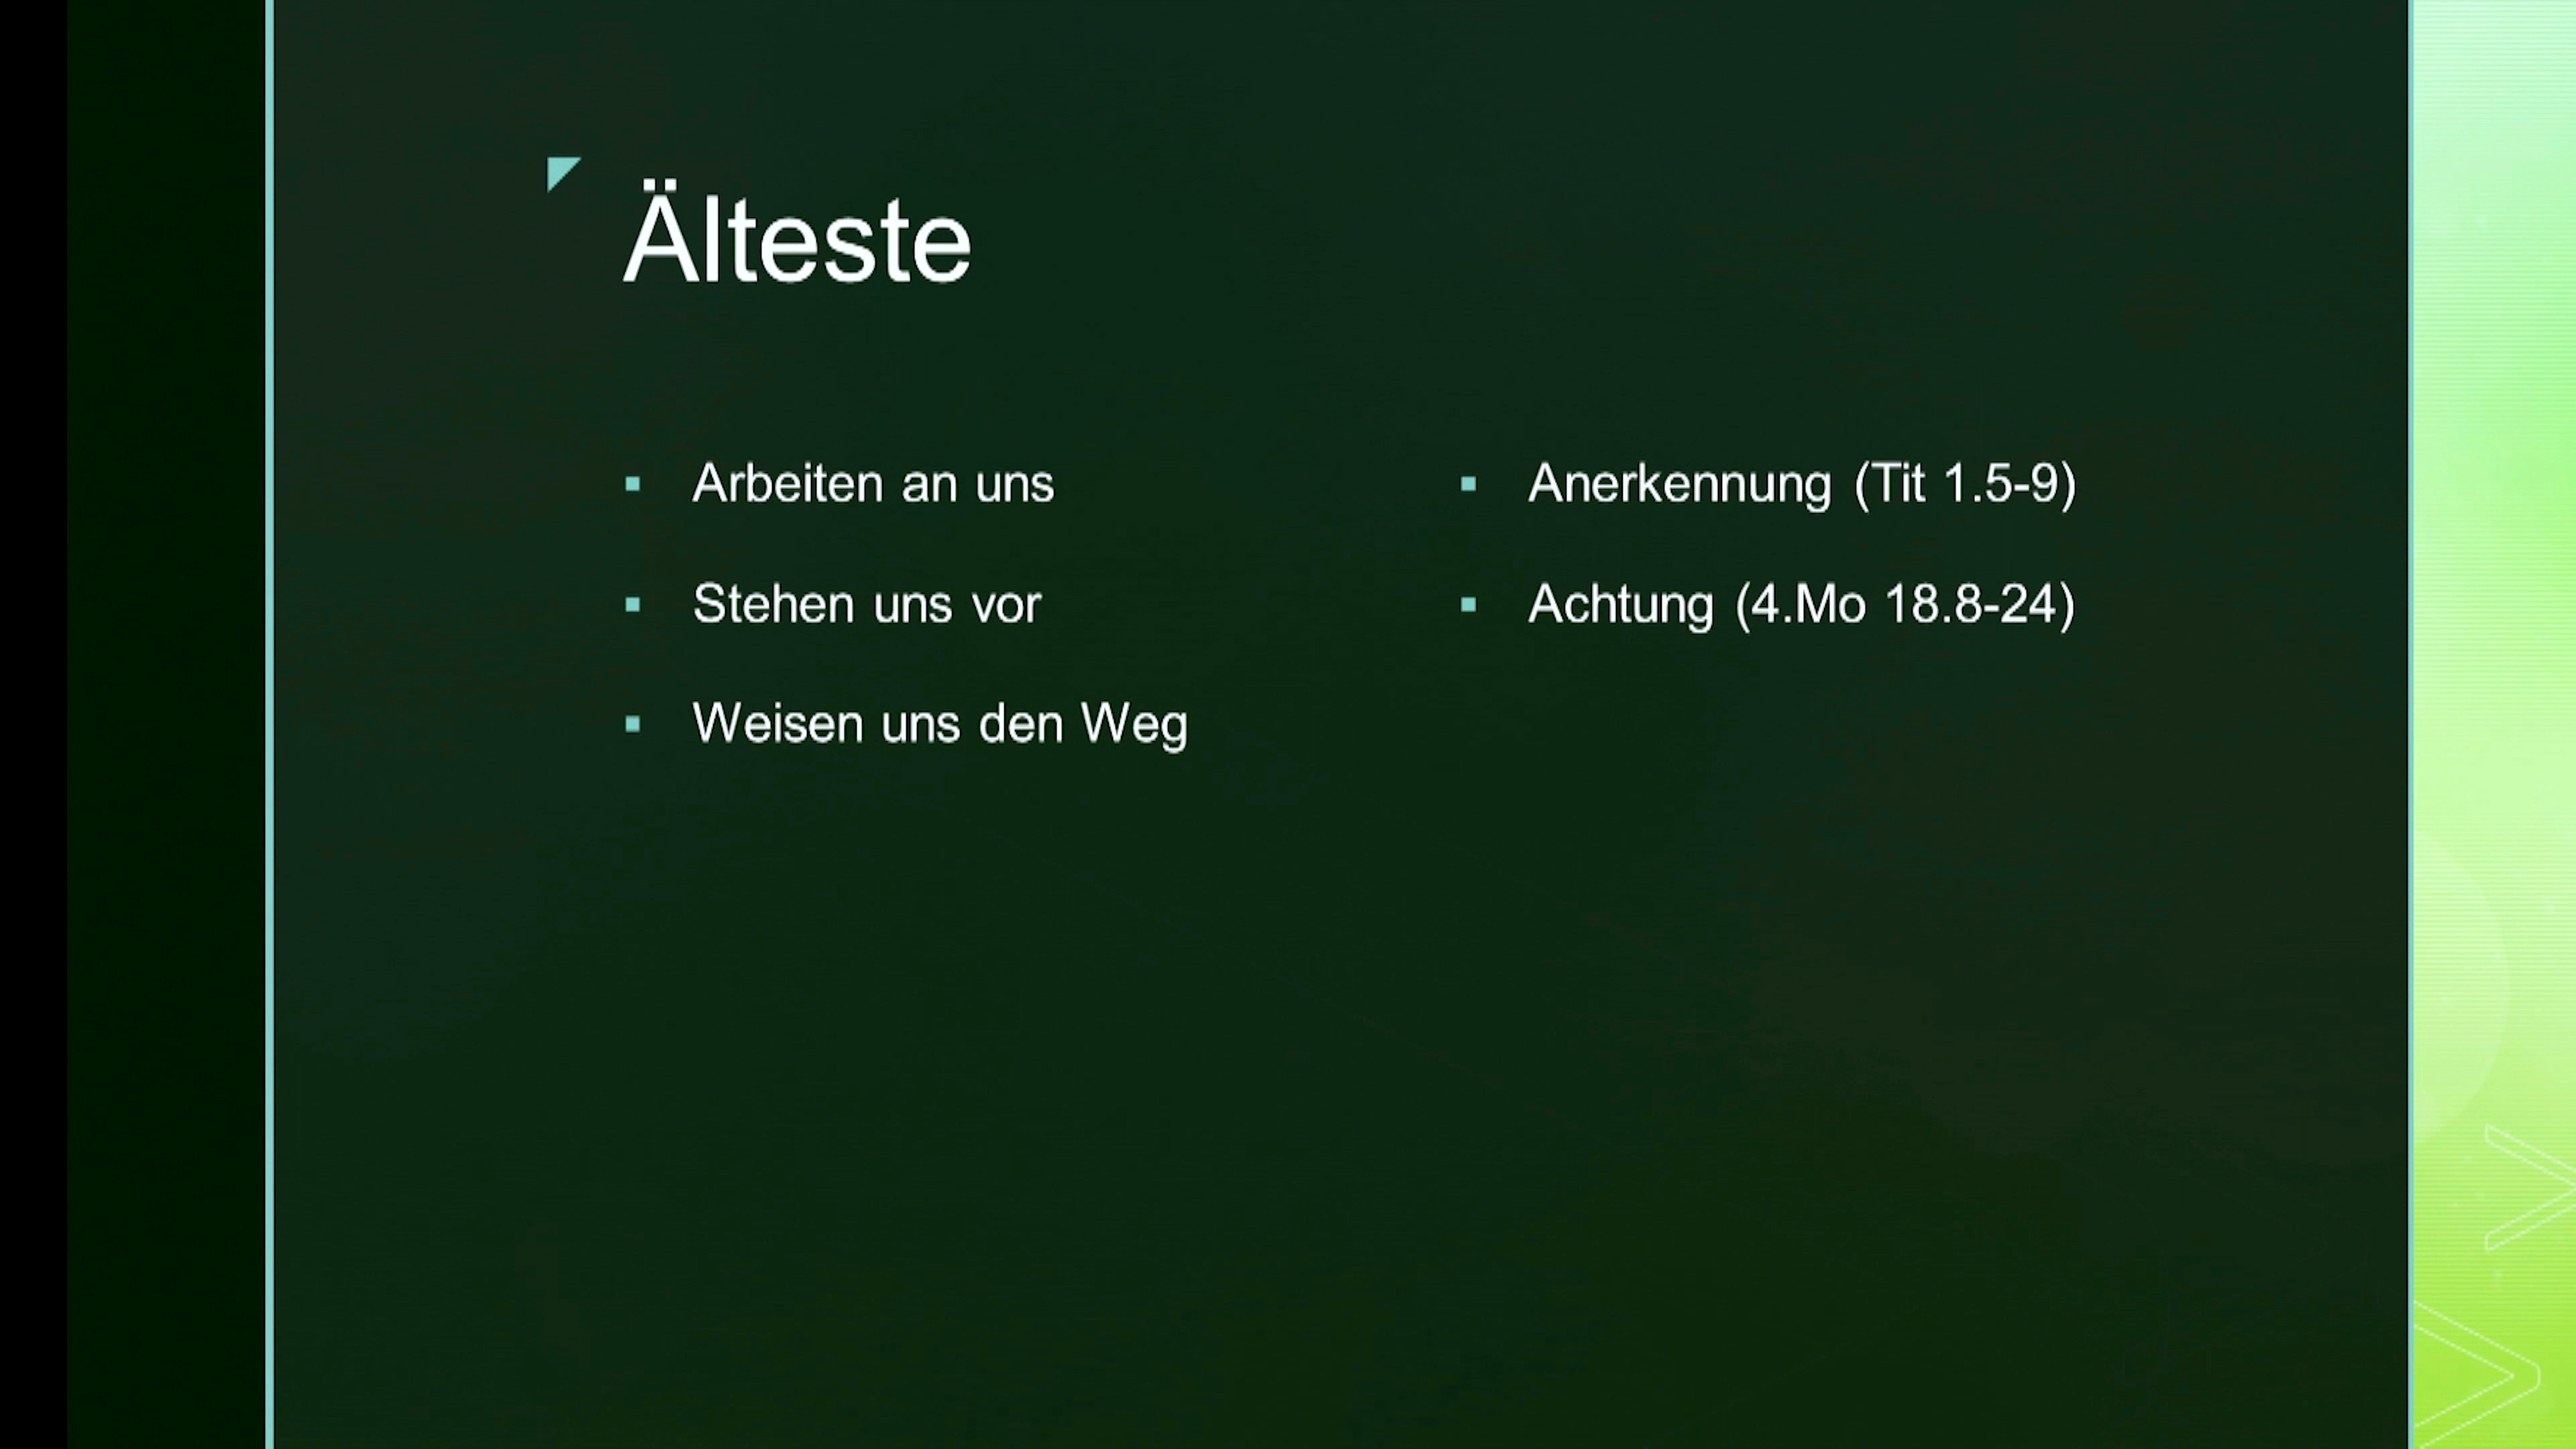 Älteste
Arbeiten an uns
Stehen uns vor
Weisen uns den Weg
Anerkennung (Tit 1.5-9)
Achtung (4.Mo 18.8-24)